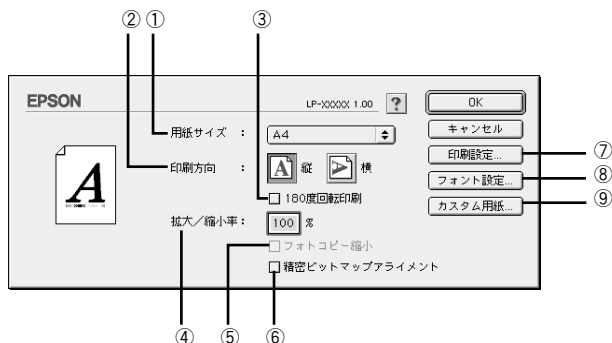 ② ① ③
EPSON
LP-XXXXX 1.00 ?
OK
用紙サイズ :
A4
キャンセル
印刷方向 :
A 縦 A 横
印刷設定... ⑦
フォント設定... ⑧
□180度回転印刷
カスタム用紙... ⑨
A
拡大/縮小率:
100 %
□フォトコピー縮小
□精密ビットマップアライメント
④ ⑤ ⑥